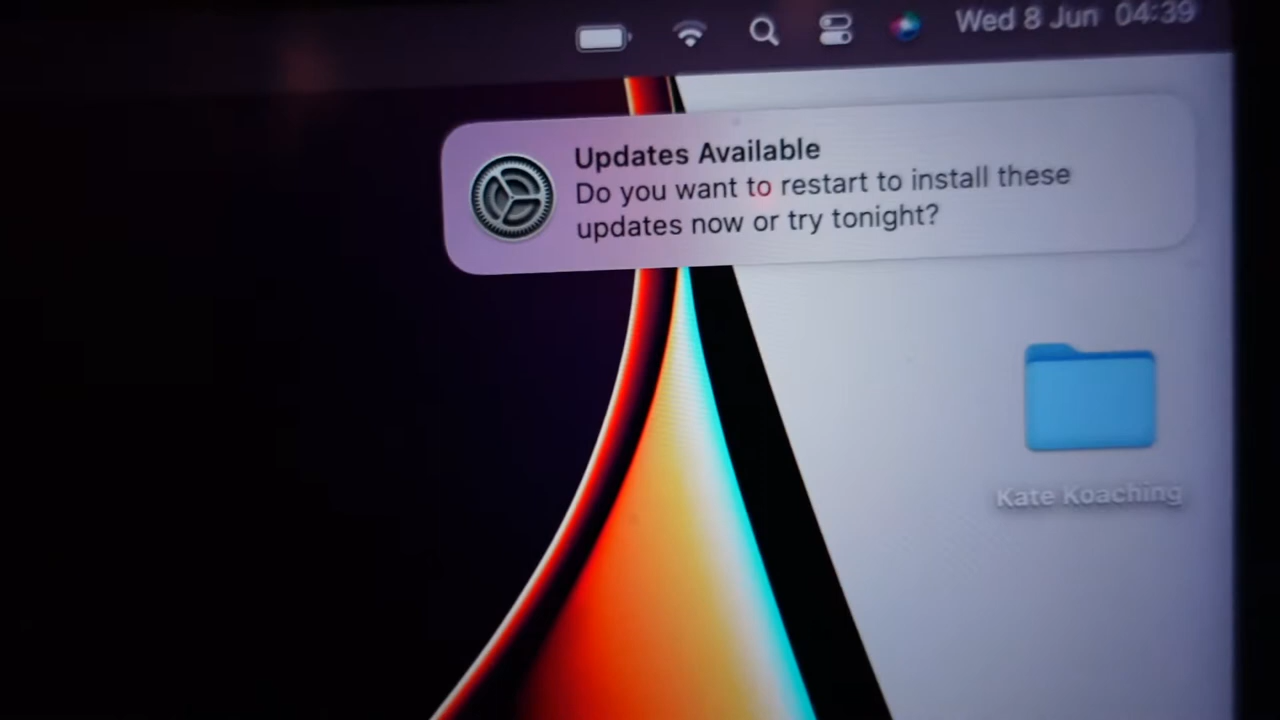 Wed 8 Jun 04:39
Updates Available
Do you want to restart to install these
updates now or try tonight?
Kate Koaching